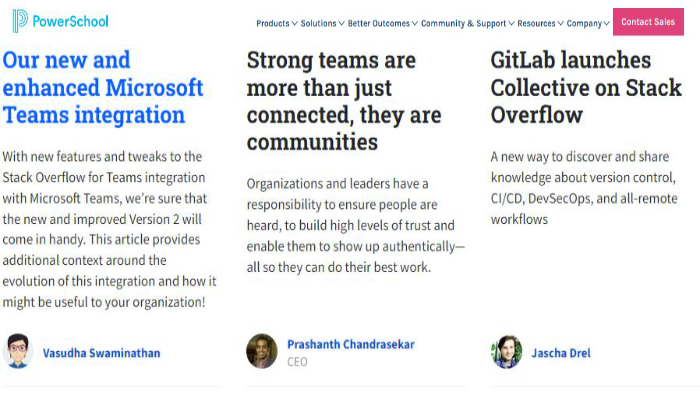 PowerSchool
Products Solutions Better Outcomes Community & Support Resources Company Contact Sales
Our new and
enhanced Microsoft
Teams integration
With new features and tweaks to the
Stack Overflow for Teams integration
with Microsoft Teams, we're sure that
the new and improved Version 2 will
come in handy. This article provides
additional context around the
evolution of this integration and how it
might be useful to your organization!
Vasudha Swaminathan
Strong teams are
more than just
connected, they are
communities
Organizations and leaders have a
responsibility to ensure people are
heard, to build high levels of trust and
enable them to show up authentically—
all so they can do their best work.
Prashanth Chandrasekar
CEO
GitLab launches
Collective on Stack
Overflow
A new way to discover and share
knowledge about version control,
CI/CD, DevSecOps, and all-remote
workflows
Jascha Drel